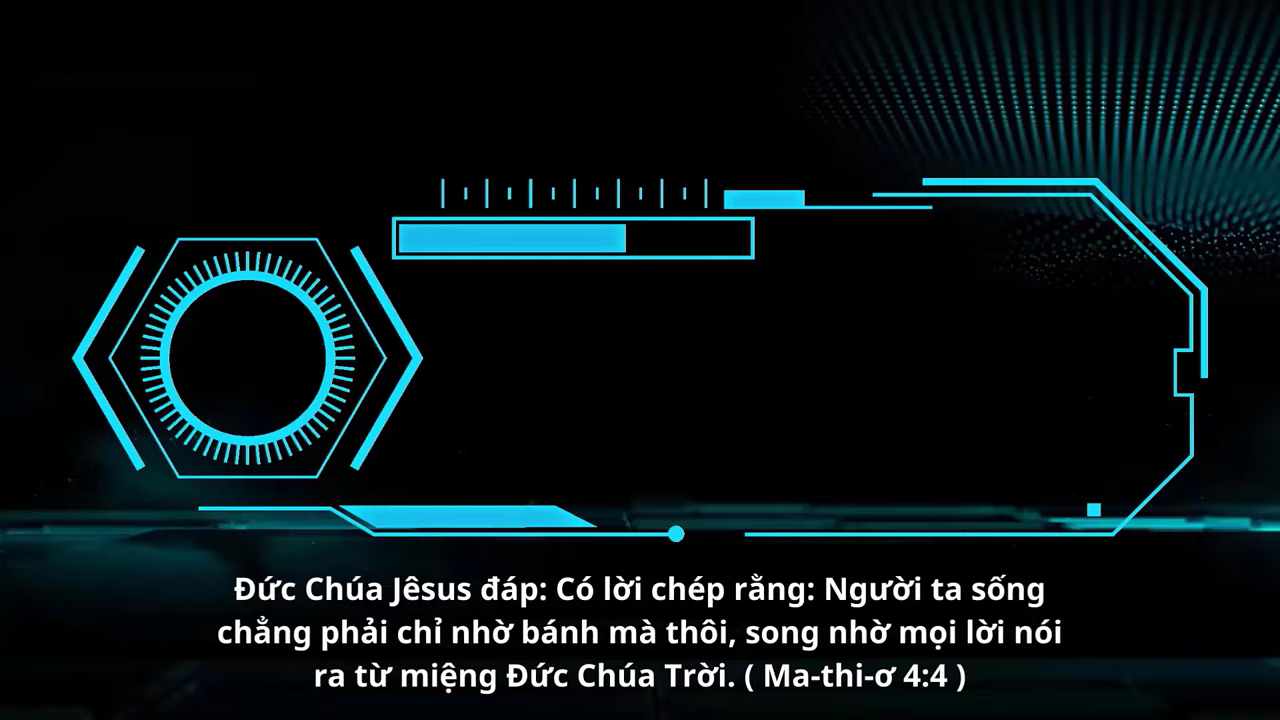 Đức Chúa Jêsus đáp: Có lời chép rằng: Người ta sống
chẳng phải chỉ nhờ bánh mà thôi, song nhờ mọi lời nói
ra từ miệng Đức Chúa Trời. ( Ma-thi-ơ 4:4 )